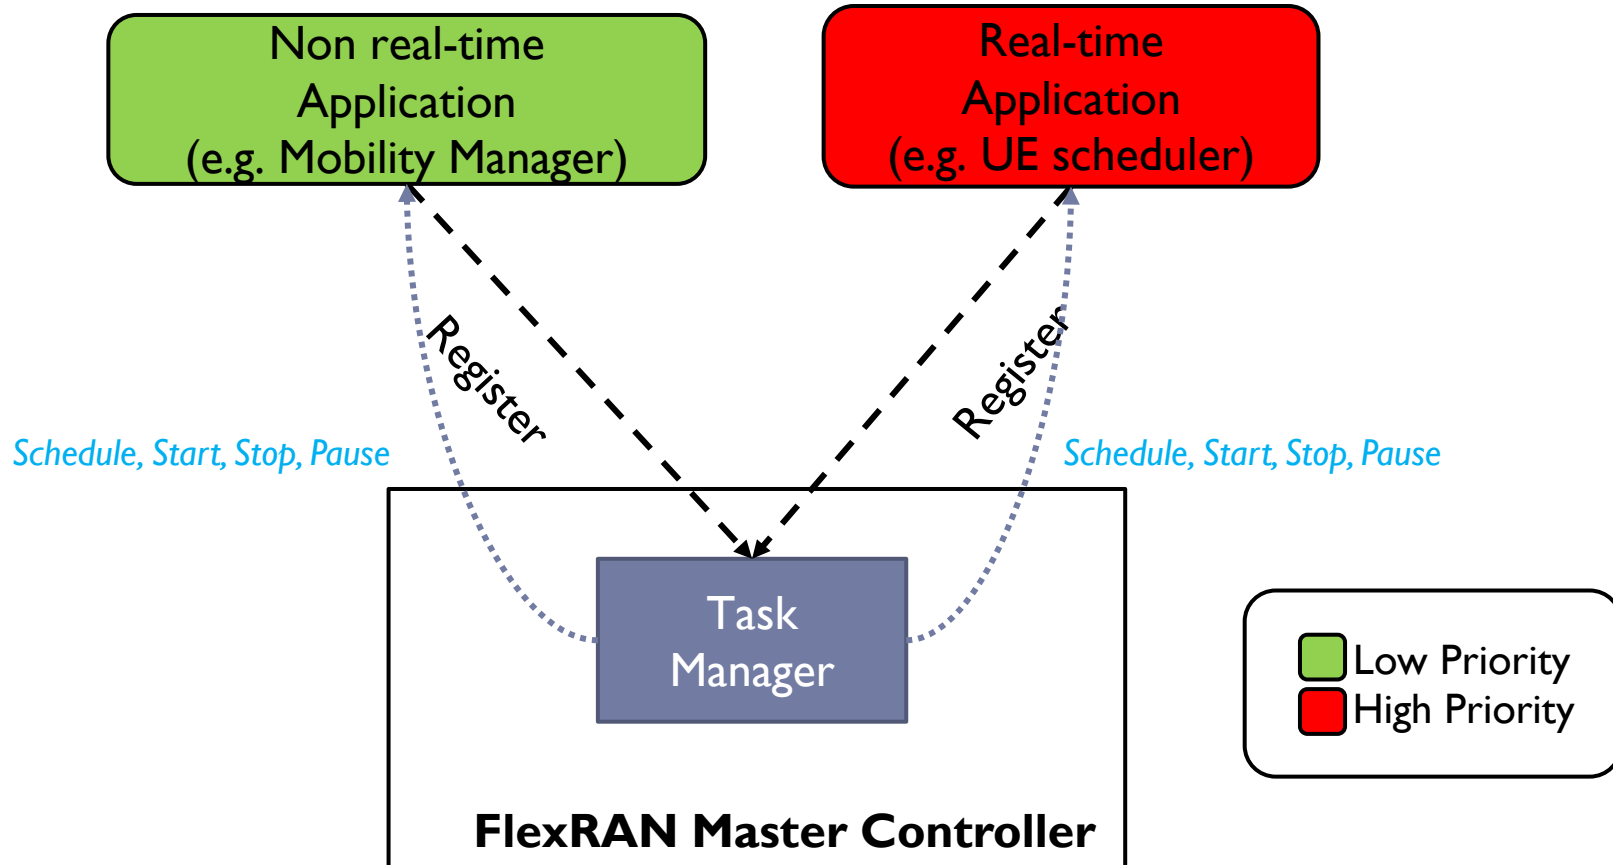 Non real-time
Application
(e.g. Mobility Manager)
Real-time
Application
(e.g. UE scheduler)
Register
Register
Schedule, Start, Stop, Pause
Schedule, Start, Stop, Pause
Task
Manager
FlexRAN Master Controller
Low Priority
High Priority